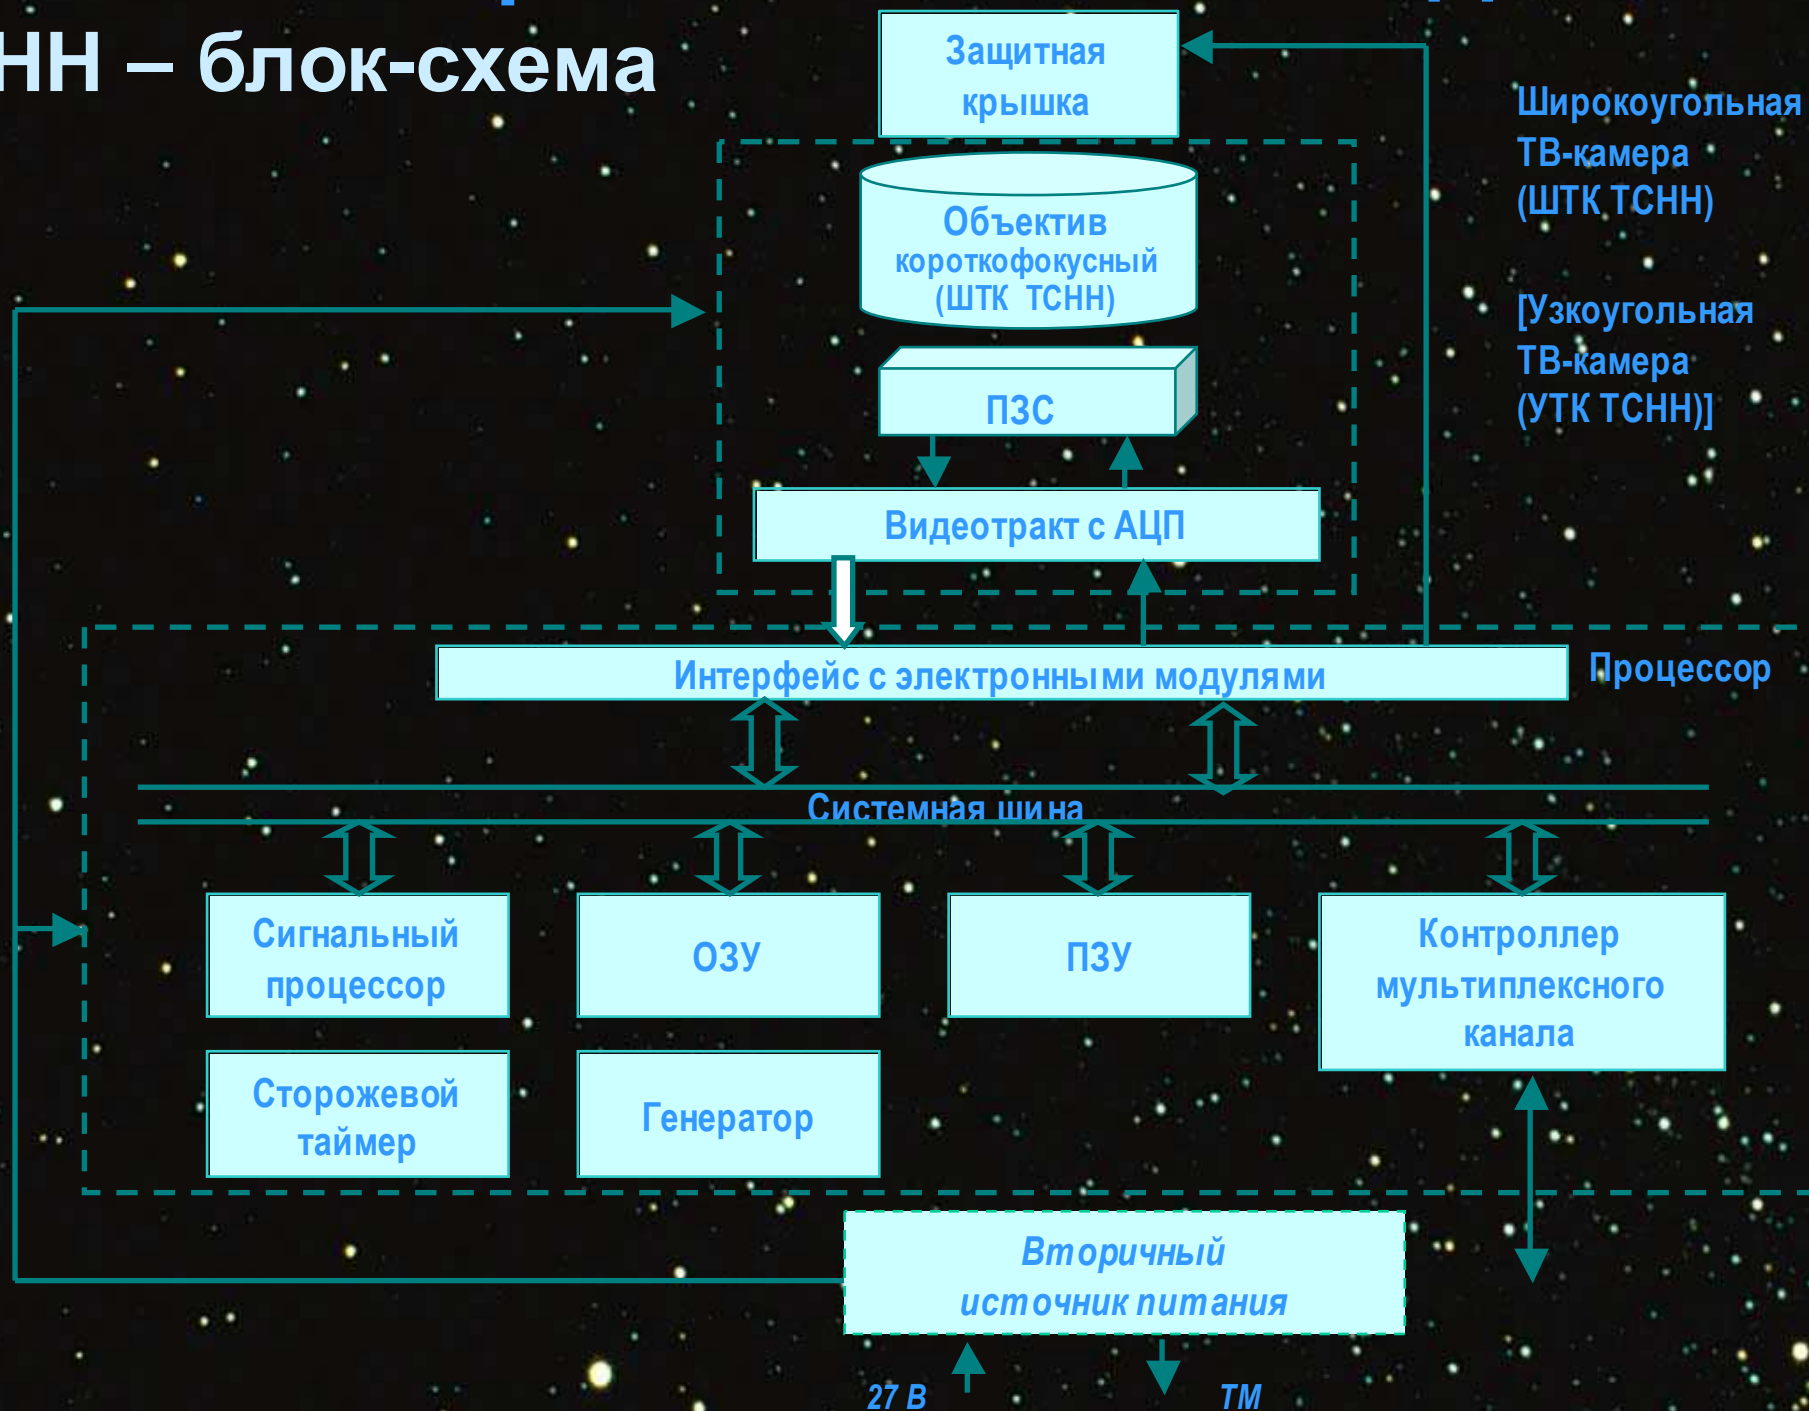 НН – блок-схема
Защитная
крышка
Широкоугольная
ТВ-камера
(ШТК ТСНН)
[Узкоугольная
ТВ-камера
(УТК ТСНН)]
Объектив
короткофокусный
(ШТК ТСНН)
ПЗС
Видеотракт с АЦП
Интерфейс с электронными модулями
Процессор
Системная шина
Сигнальный
процессор
ОЗУ
ПЗУ
Контроллер
мультиплексного
канала
Сторожевой
таймер
Генератор
Вторичный
источник питания
27 В
ТМ